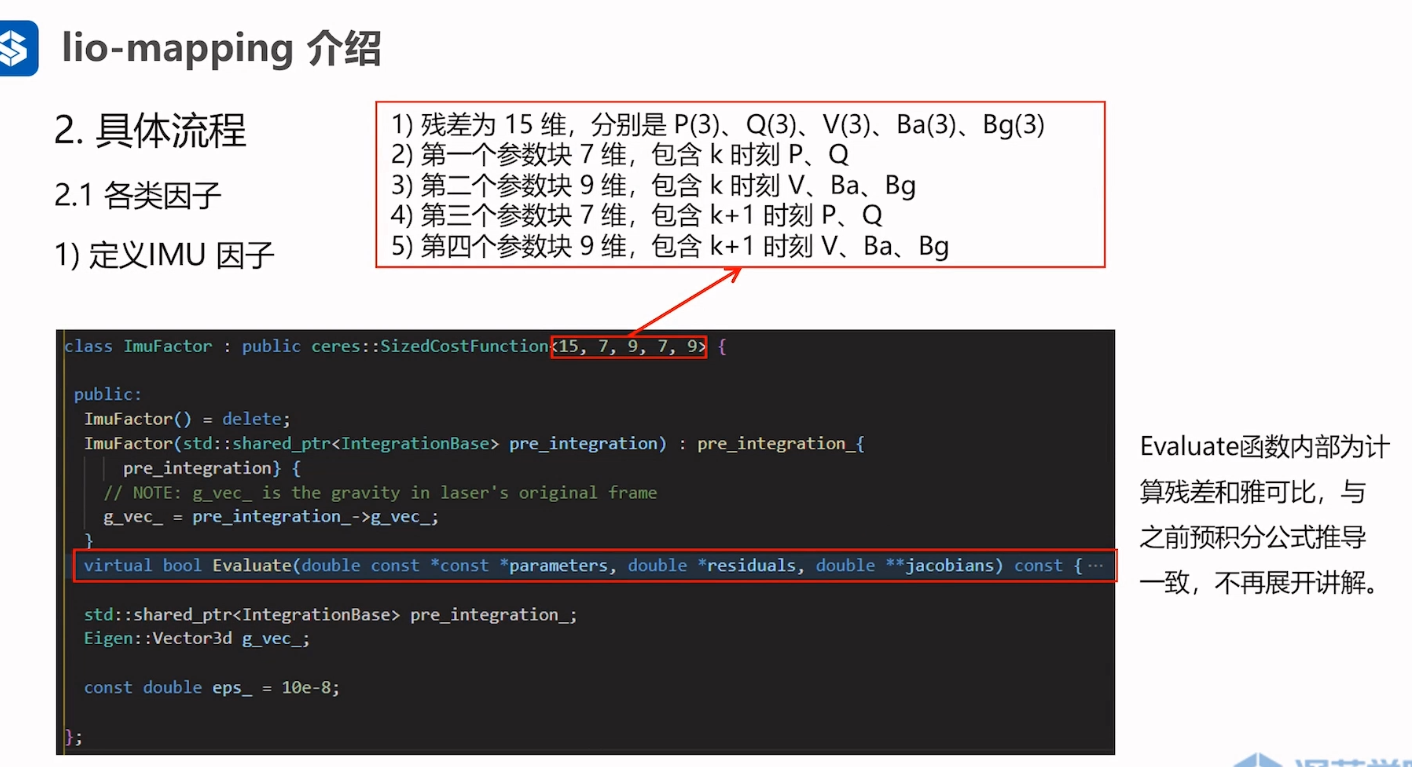 lio-mapping 介绍
2. 具体流程
2.1 各类因子
1) 定义IMU 因子
1) 残差为 15 维，分别是 P(3)、Q(3)、V(3)、Ba(3)、Bg(3)
2) 第一个参数块 7 维，包含 k 时刻 P、Q
3) 第二个参数块 9 维，包含 k 时刻 V、Ba、Bg
4) 第三个参数块 7 维，包含 k+1 时刻 P、Q
5) 第四个参数块 9 维，包含 k+1 时刻 V、Ba、Bg
class ImuFactor : public ceres::SizedCostFunction<15, 7, 9, 7, 9> {
public:
ImuFactor() = delete;
ImuFactor(std::shared_ptr<IntegrationBase> pre_integration) : pre_integration_{
pre_integration} {
// NOTE: g_vec_ is the gravity in laser's original frame
g_vec_ = pre_integration_->g_vec_;
}
virtual bool Evaluate(double const *const *parameters, double *residuals, double **jacobians) const {···
std::shared_ptr<IntegrationBase> pre_integration_;
Eigen::Vector3d g_vec_;
const double eps_ = 10e-8;
};
Evaluate函数内部为计
算残差和雅可比，与
之前预积分公式推导
一致，不再展开讲解。